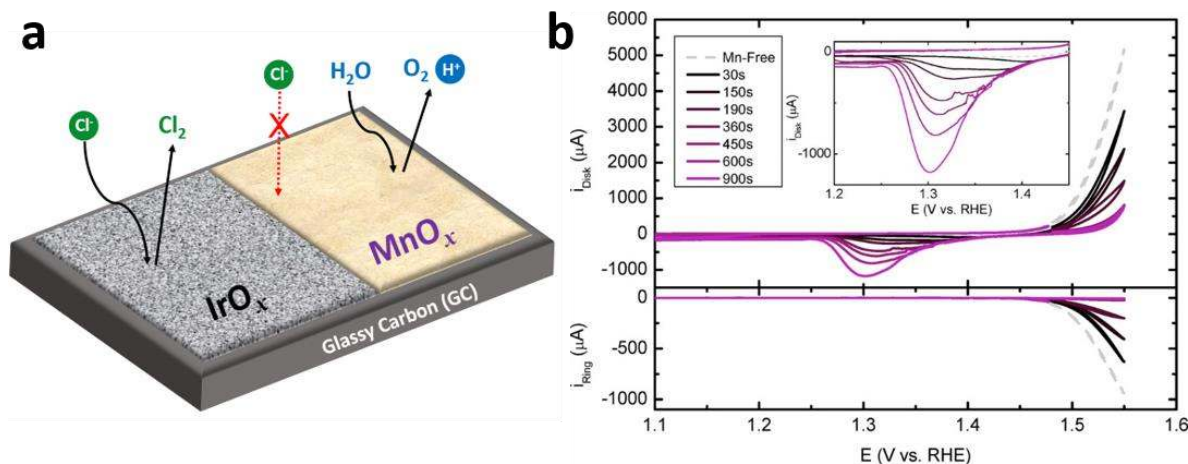 a
Cl-
Cl2
Cl-
X
H2O
O2
H+
IrOx
MnOx
Glassy Carbon (GC)
b
6000
5000
4000
3000
2000
1000
0
-1000
iDisk (µA)
Mn-Free
30s
150s
190s
360s
450s
600s
900s
0
-1000
iDisk (µA)
1.2
1.3
1.4
E (V vs. RHE)
0
-500
-1000
iRing (µA)
1.1
1.2
1.3
1.4
1.5
1.6
E (V vs. RHE)